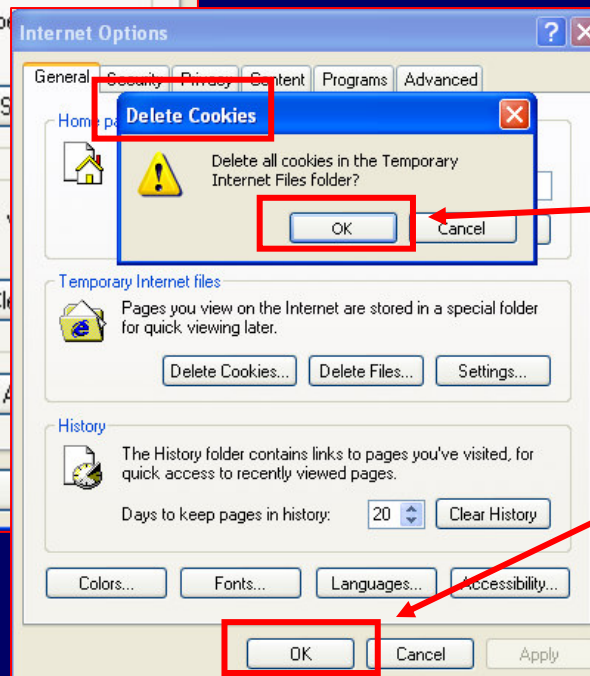 Internet Options
General Security Privacy Content Programs Advanced
Delete Cookies
Home pa
Delete all cookies in the Temporary
Internet Files folder?
OK Cancel
Temporary Internet files
Pages you view on the Internet are stored in a special folder
for quick viewing later.
Delete Cookies... Delete Files... Settings...
History
The History folder contains links to pages you've visited, for
quick access to recently viewed pages.
Days to keep pages in history: 20 Clear History
Colors... Fonts... Languages... Accessibility...
OK Cancel Apply